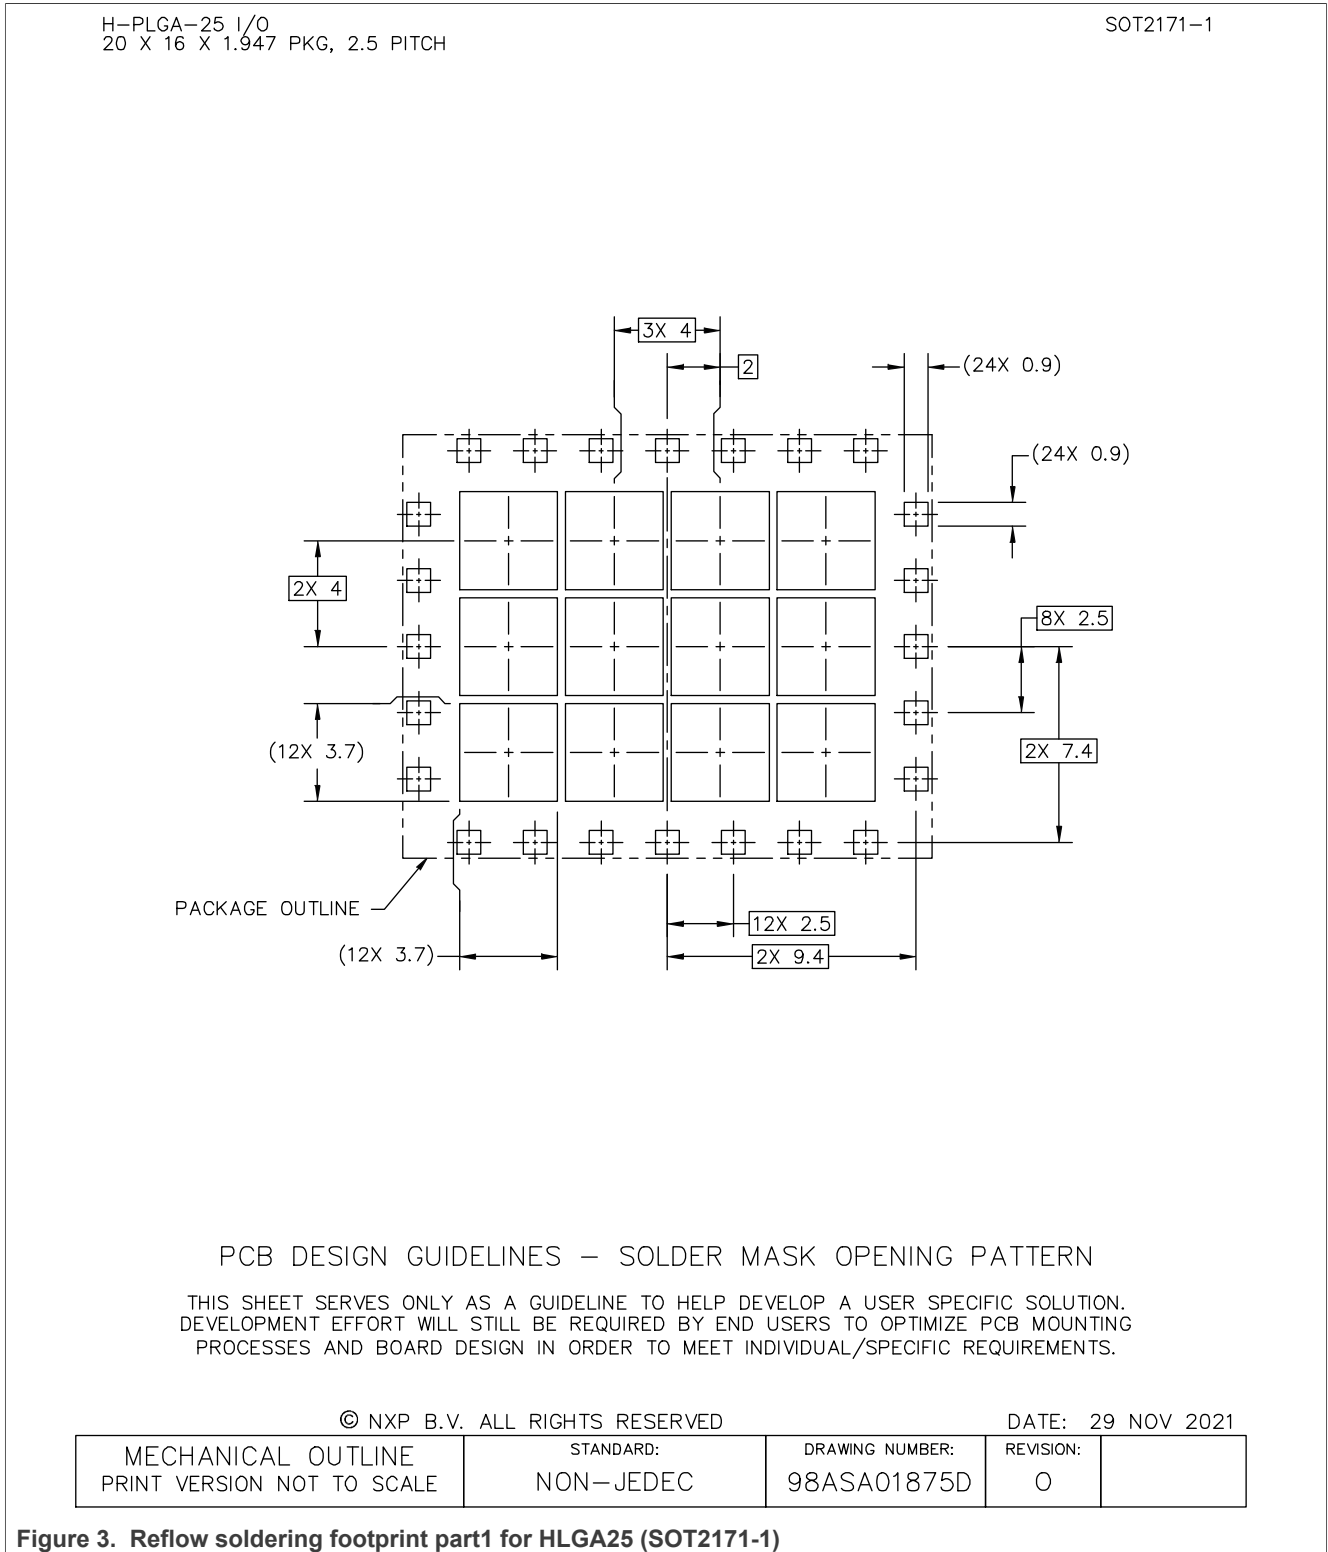 H-PLGA-25 I/O
SOT2171-1
20 X 16 X 1.947 PKG, 2.5 PITCH
3X 4
2
(24X 0.9)
(24X 0.9)
2X 4
8X 2.5
(12X 3.7)
2X 7.4
PACKAGE OUTLINE
12X 2.5
(12X 3.7)
2X 9.4
PCB DESIGN GUIDELINES – SOLDER MASK OPENING PATTERN
THIS SHEET SERVES ONLY AS A GUIDELINE TO HELP DEVELOP A USER SPECIFIC SOLUTION.
DEVELOPMENT EFFORT WILL STILL BE REQUIRED BY END USERS TO OPTIMIZE PCB MOUNTING
PROCESSES AND BOARD DESIGN IN ORDER TO MEET INDIVIDUAL/SPECIFIC REQUIREMENTS.
© NXP B.V. ALL RIGHTS RESERVED
DATE: 29 NOV 2021
MECHANICAL OUTLINE
PRINT VERSION NOT TO SCALE
STANDARD:
NON-JEDEC
DRAWING NUMBER:
98ASA01875D
REVISION:
O
Figure 3. Reflow soldering footprint part1 for HLGA25 (SOT2171-1)